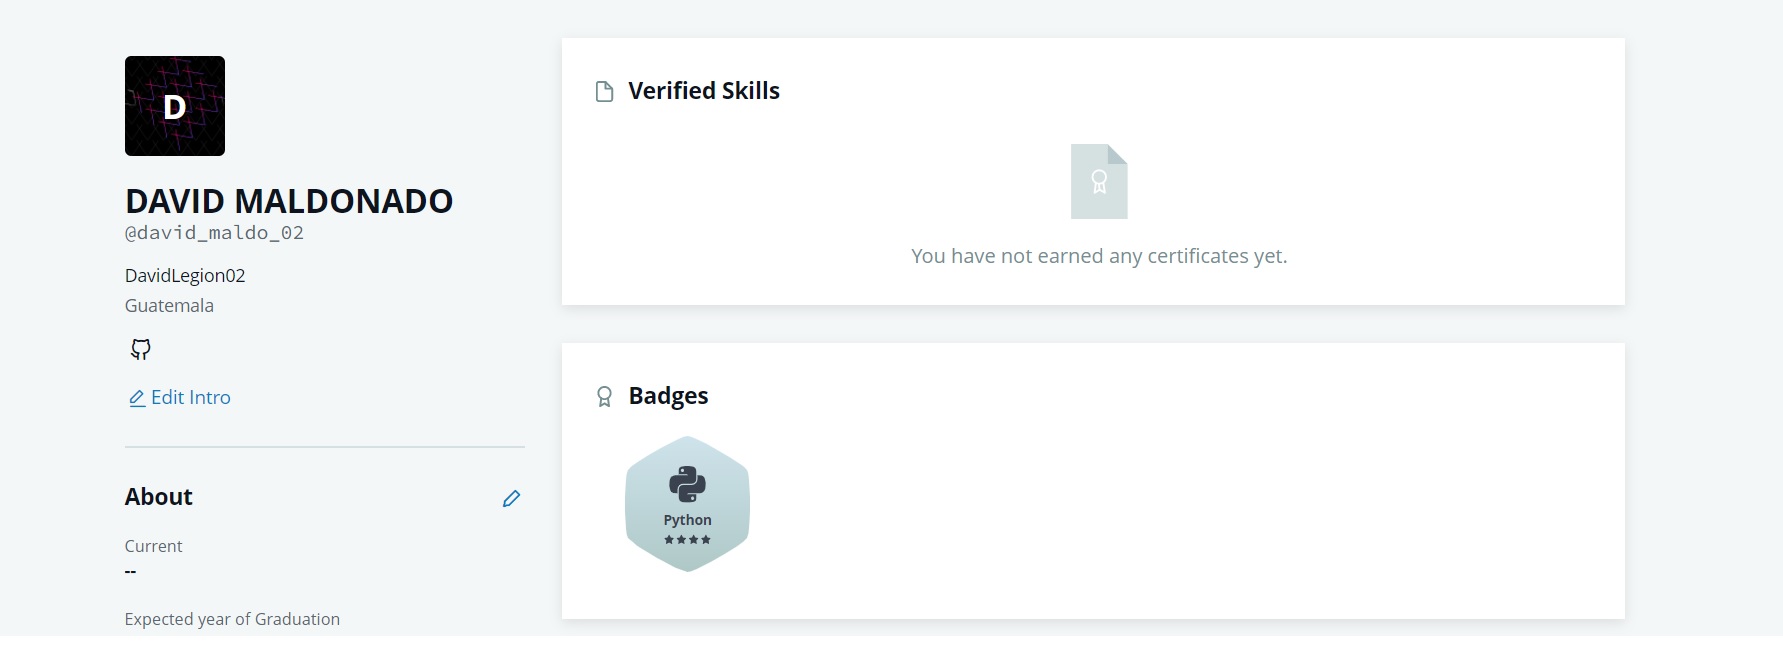 D
DAVID MALDONADO
@david_maldo_02
DavidLegion02
Guatemala
Edit Intro
About
Current
--
Expected year of Graduation
Verified Skills
You have not earned any certificates yet.
Badges
Python